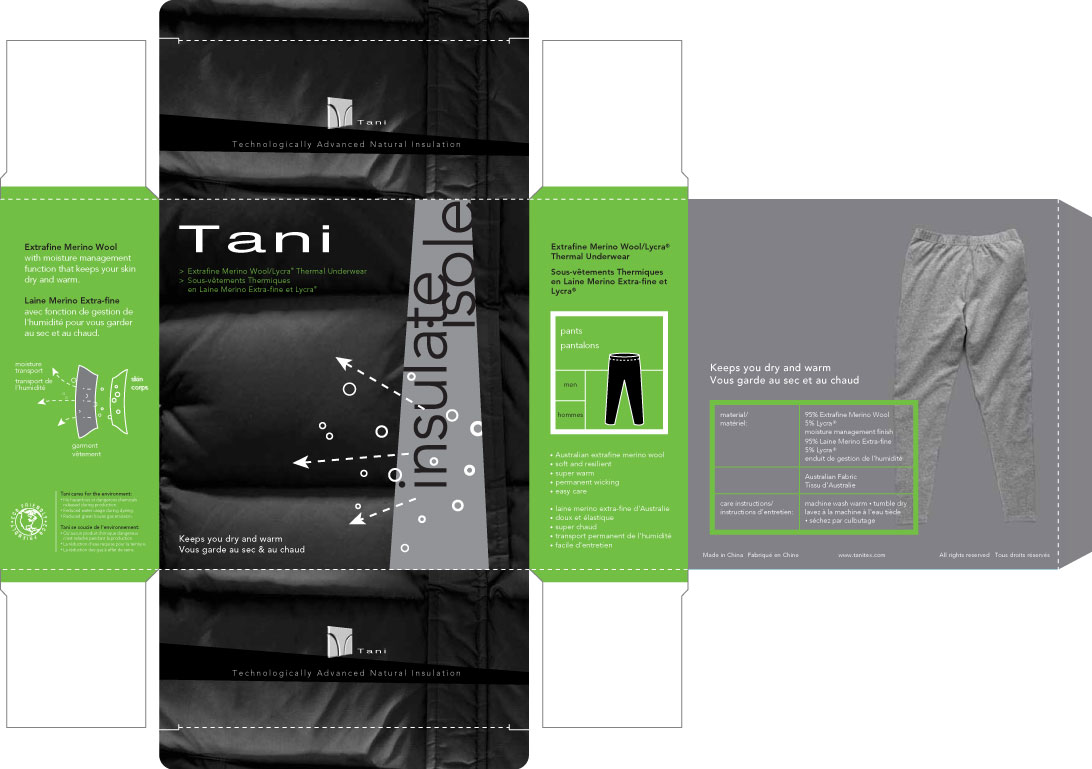 Tani
Technologically Advanced Natural Insulation
Extrafine Merino Wool
with moisture management
function that keeps your skin
dry and warm.
Laine Merino Extra-fine
avec fonction de gestion de
l'humidité pour vous garder
au sec et au chaud.
moisture
transport
transport de
l'humidité
skin
corps
garment
vêtement
Tani cares for the environment:
Tani se soucie de l'environnement:
Tani
> Extrafine Merino Wool/Lycra® Thermal Underwear
> Sous-vêtements Thermiques
en Laine Merino Extra-fine et Lycra®
insulate
isole
Keeps you dry and warm
Vous garde au sec & au chaud
Extrafine Merino Wool/Lycra®
Thermal Underwear
Sous-vêtements Thermiques
en Laine Merino Extra-fine et
Lycra®
pants
pantalons
men
hommes
• Australian extrafine merino wool
• soft and resilient
• super warm
• permanent wicking
• easy care
• laine merino extra-fine d'Australie
• doux et élastique
• super chaud
• transport permanent de l'humidité
• facile d'entretien
Keeps you dry and warm
Vous garde au sec et au chaud
material/
matériel:
95% Extrafine Merino Wool
5% Lycra®
moisture management finish
95% Laine Merino Extra-fine
5% Lycra®
enduit de gestion de l'humidité
Australian Fabric
Tissu d'Australie
care instructions/
instructions d'entretien:
machine wash warm • tumble dry
lavez à la machine à l'eau tiède
• séchez par culbutage
Made in China Fabrique en Chine
www.tanitex.com
All rights reserved Tous droits réservés
Tani
Technologically Advanced Natural Insulation